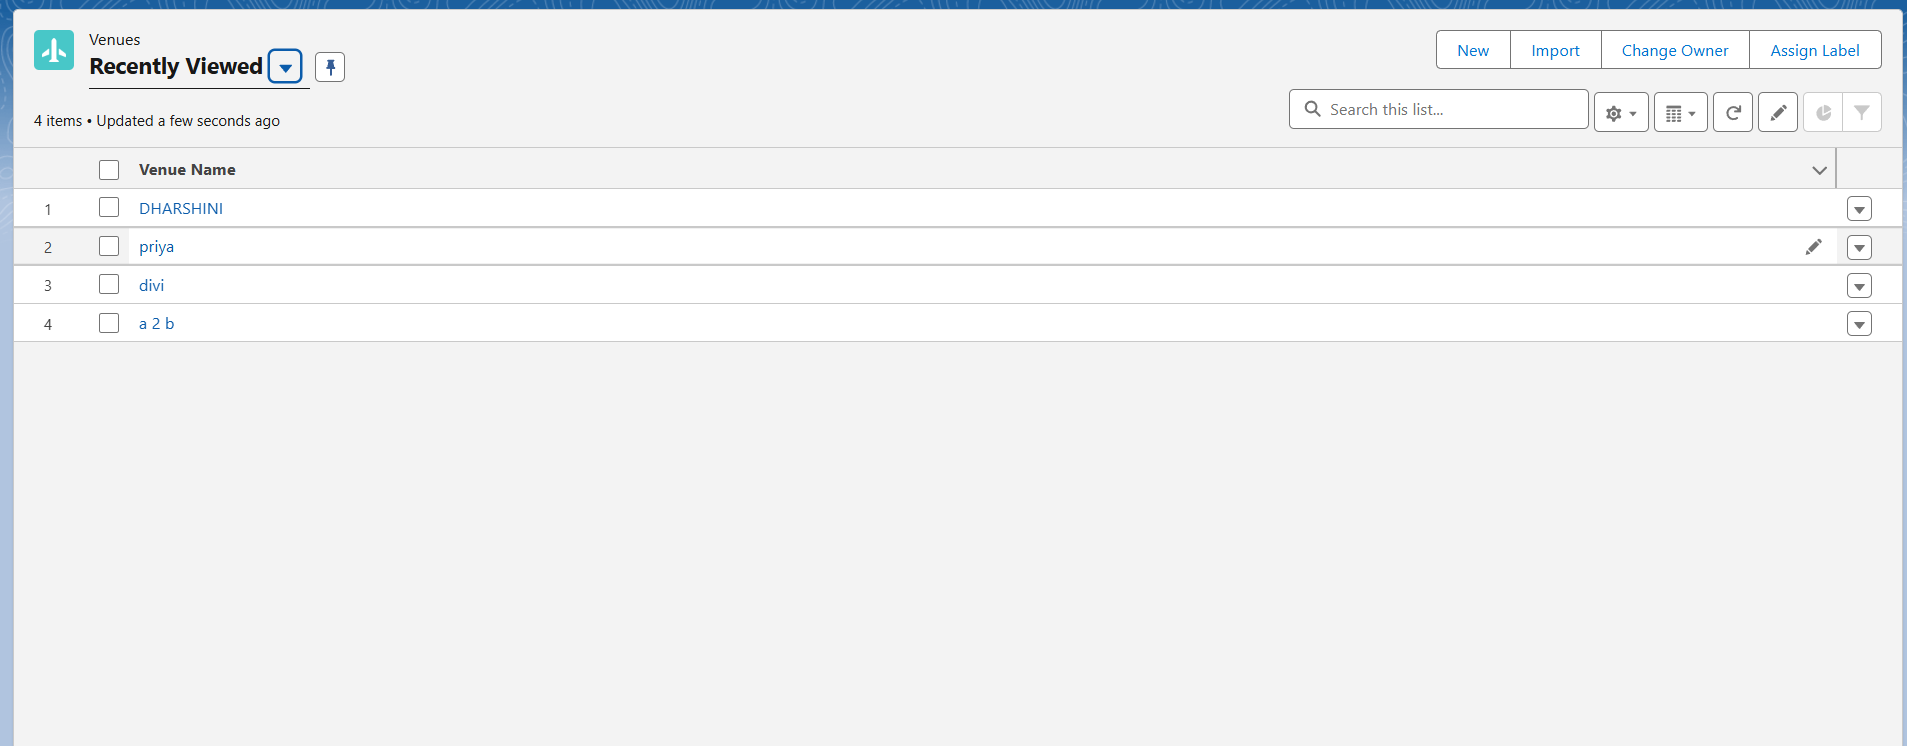 Venues
Recently Viewed
New Import Change Owner Assign Label
4 items • Updated a few seconds ago
Search this list...
Venue Name
1 DHARSHINI
2 priya
3 divi
4 a 2 b